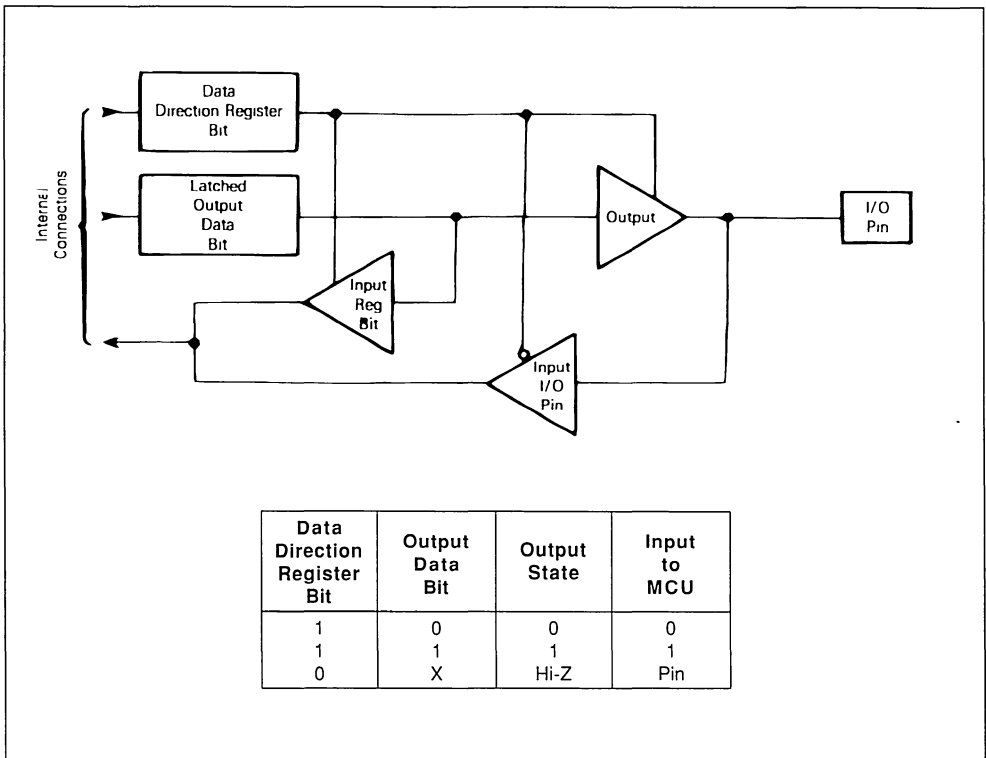 Data
Direction Register
Bit
Latched
Output
Data
Bit
Internal
Connections
Output
I/O
Pin
Input
Reg
Bit
Input
I/O
Pin
Data
Direction
Register
Bit
Output
Data
Bit
Output
State
Input
to
MCU
1 0 0 0
1 1 1 1
0 X Hi-Z Pin